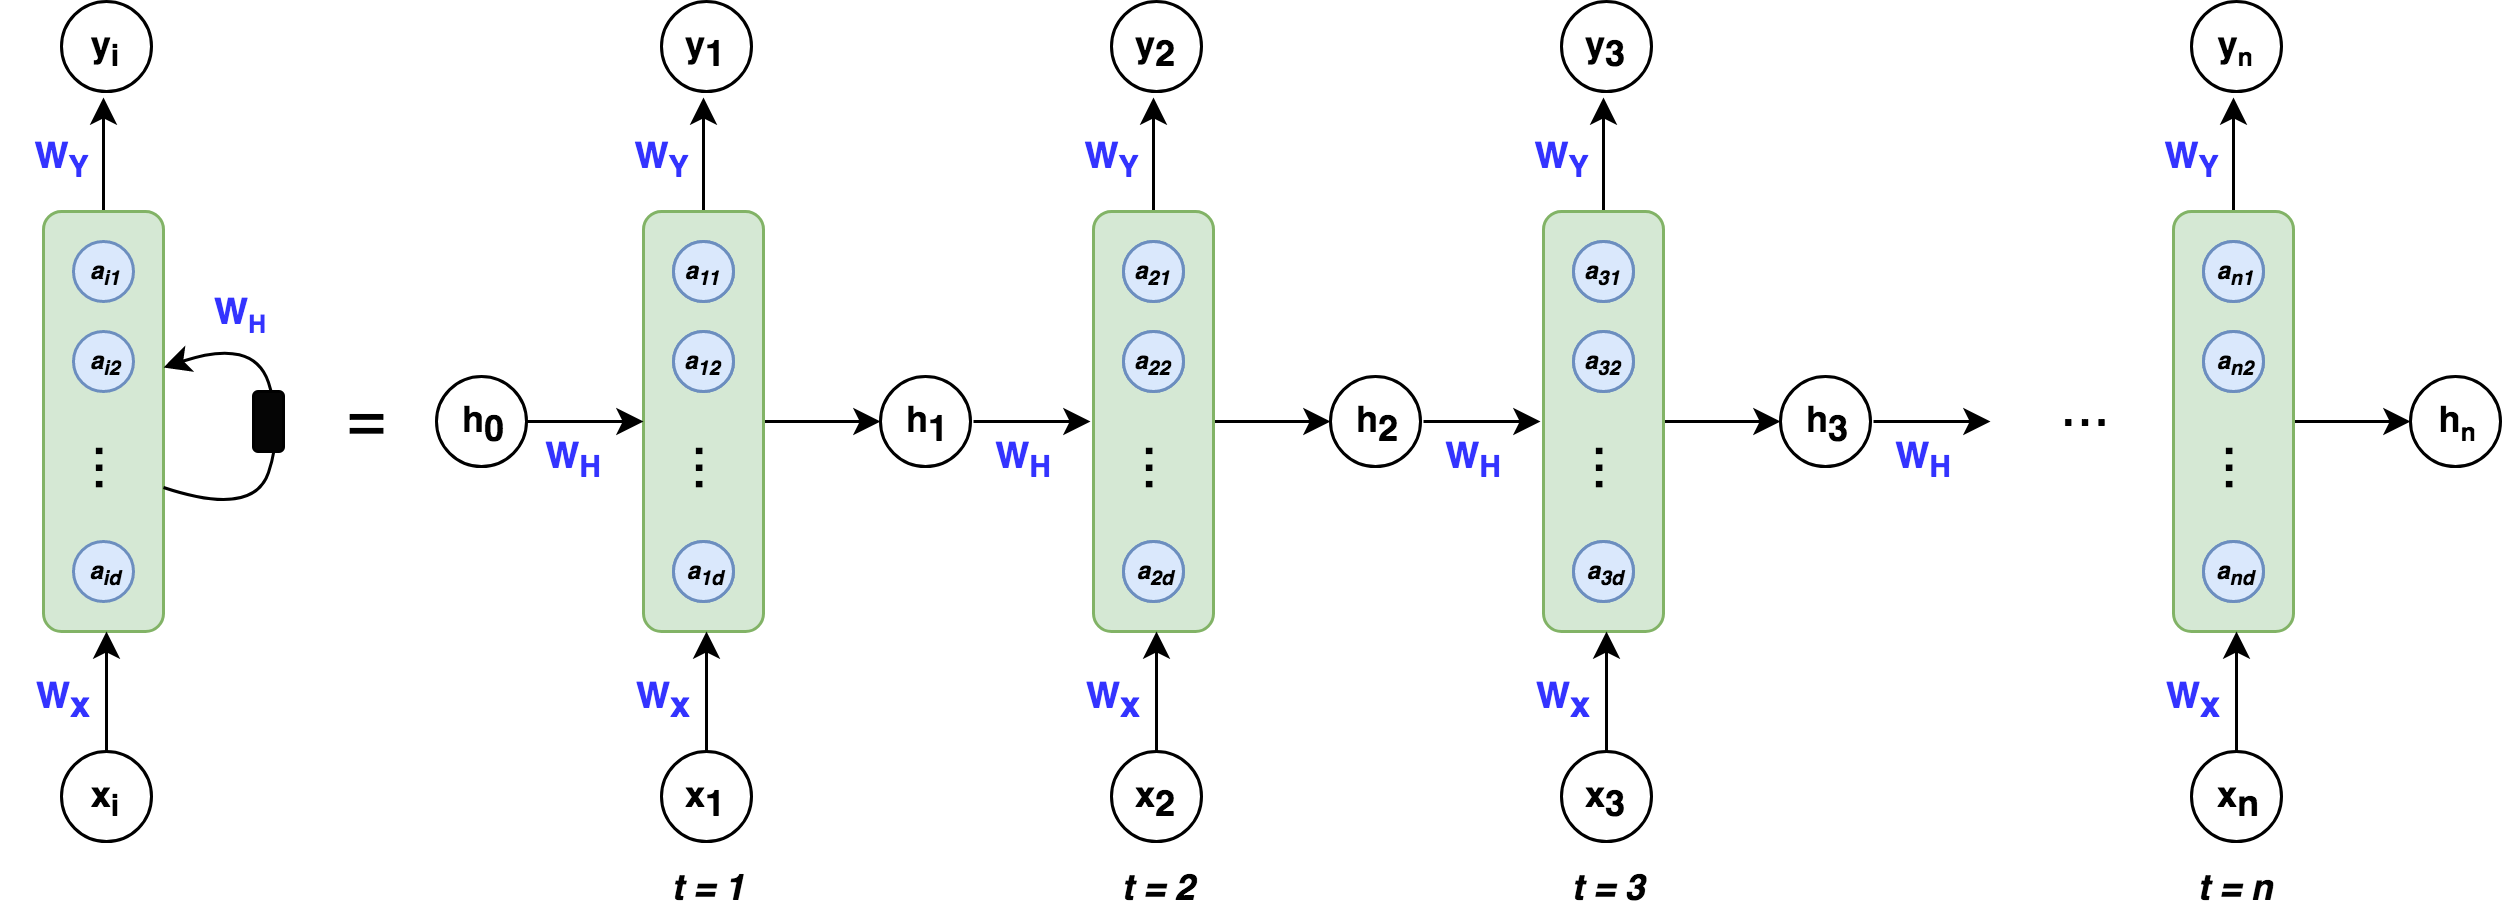 yi y1 y2 y3 yn
WY WY WY WY WY
ai1 a11 a21 a31 an1
WH
ai2 a12 a22 a32 an2
= h0 h1 h2 h3 ... hn
WH WH WH WH
⋮ ⋮ ⋮ ⋮ ⋮
aid a1d a2d a3d and
WX WX WX WX WX
xi x1 x2 x3 xn
t = 1 t = 2 t = 3 t = n